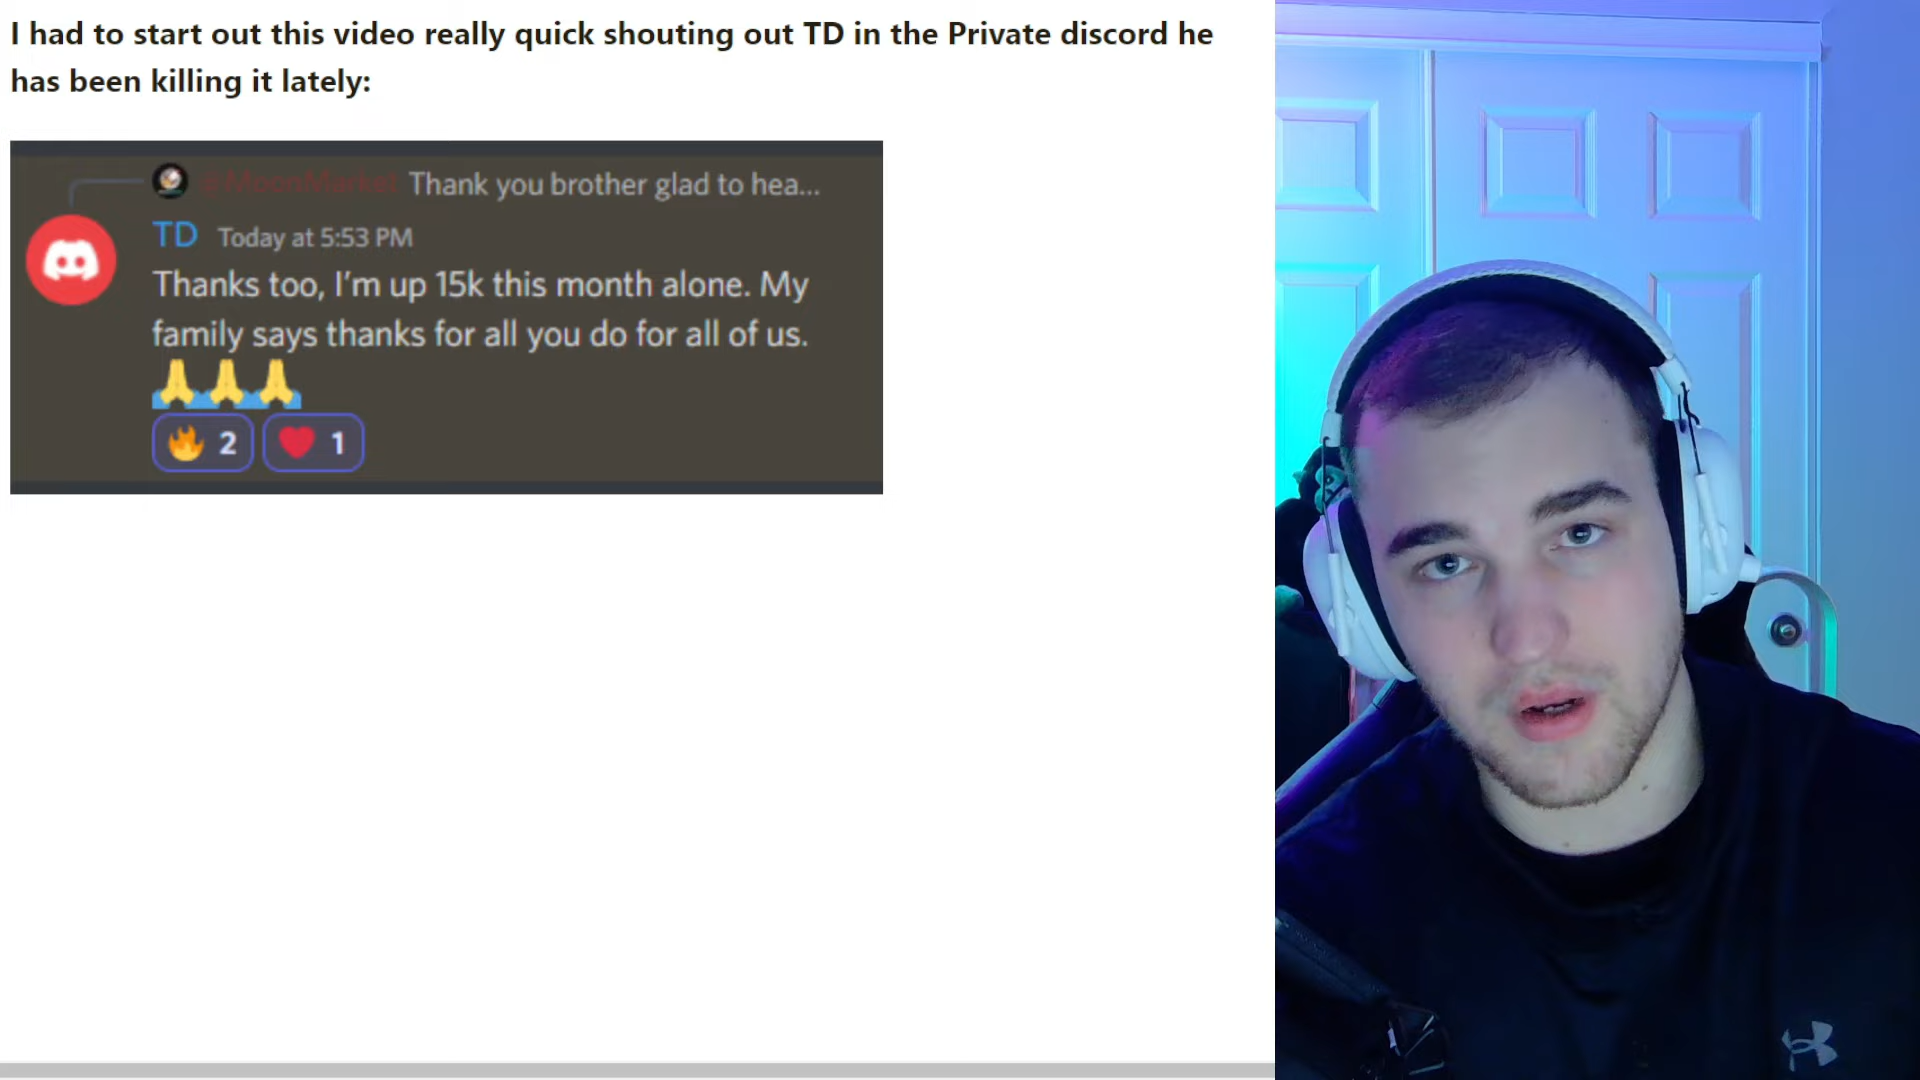 I had to start out this video really quick shouting out TD in the Private discord he
has been killing it lately:
@MoonMarket Thank you brother glad to hea...
TD Today at 5:53 PM
Thanks too, I'm up 15k this month alone. My
family says thanks for all you do for all of us.
🙏🙏🙏
🔥 2 ❤️ 1